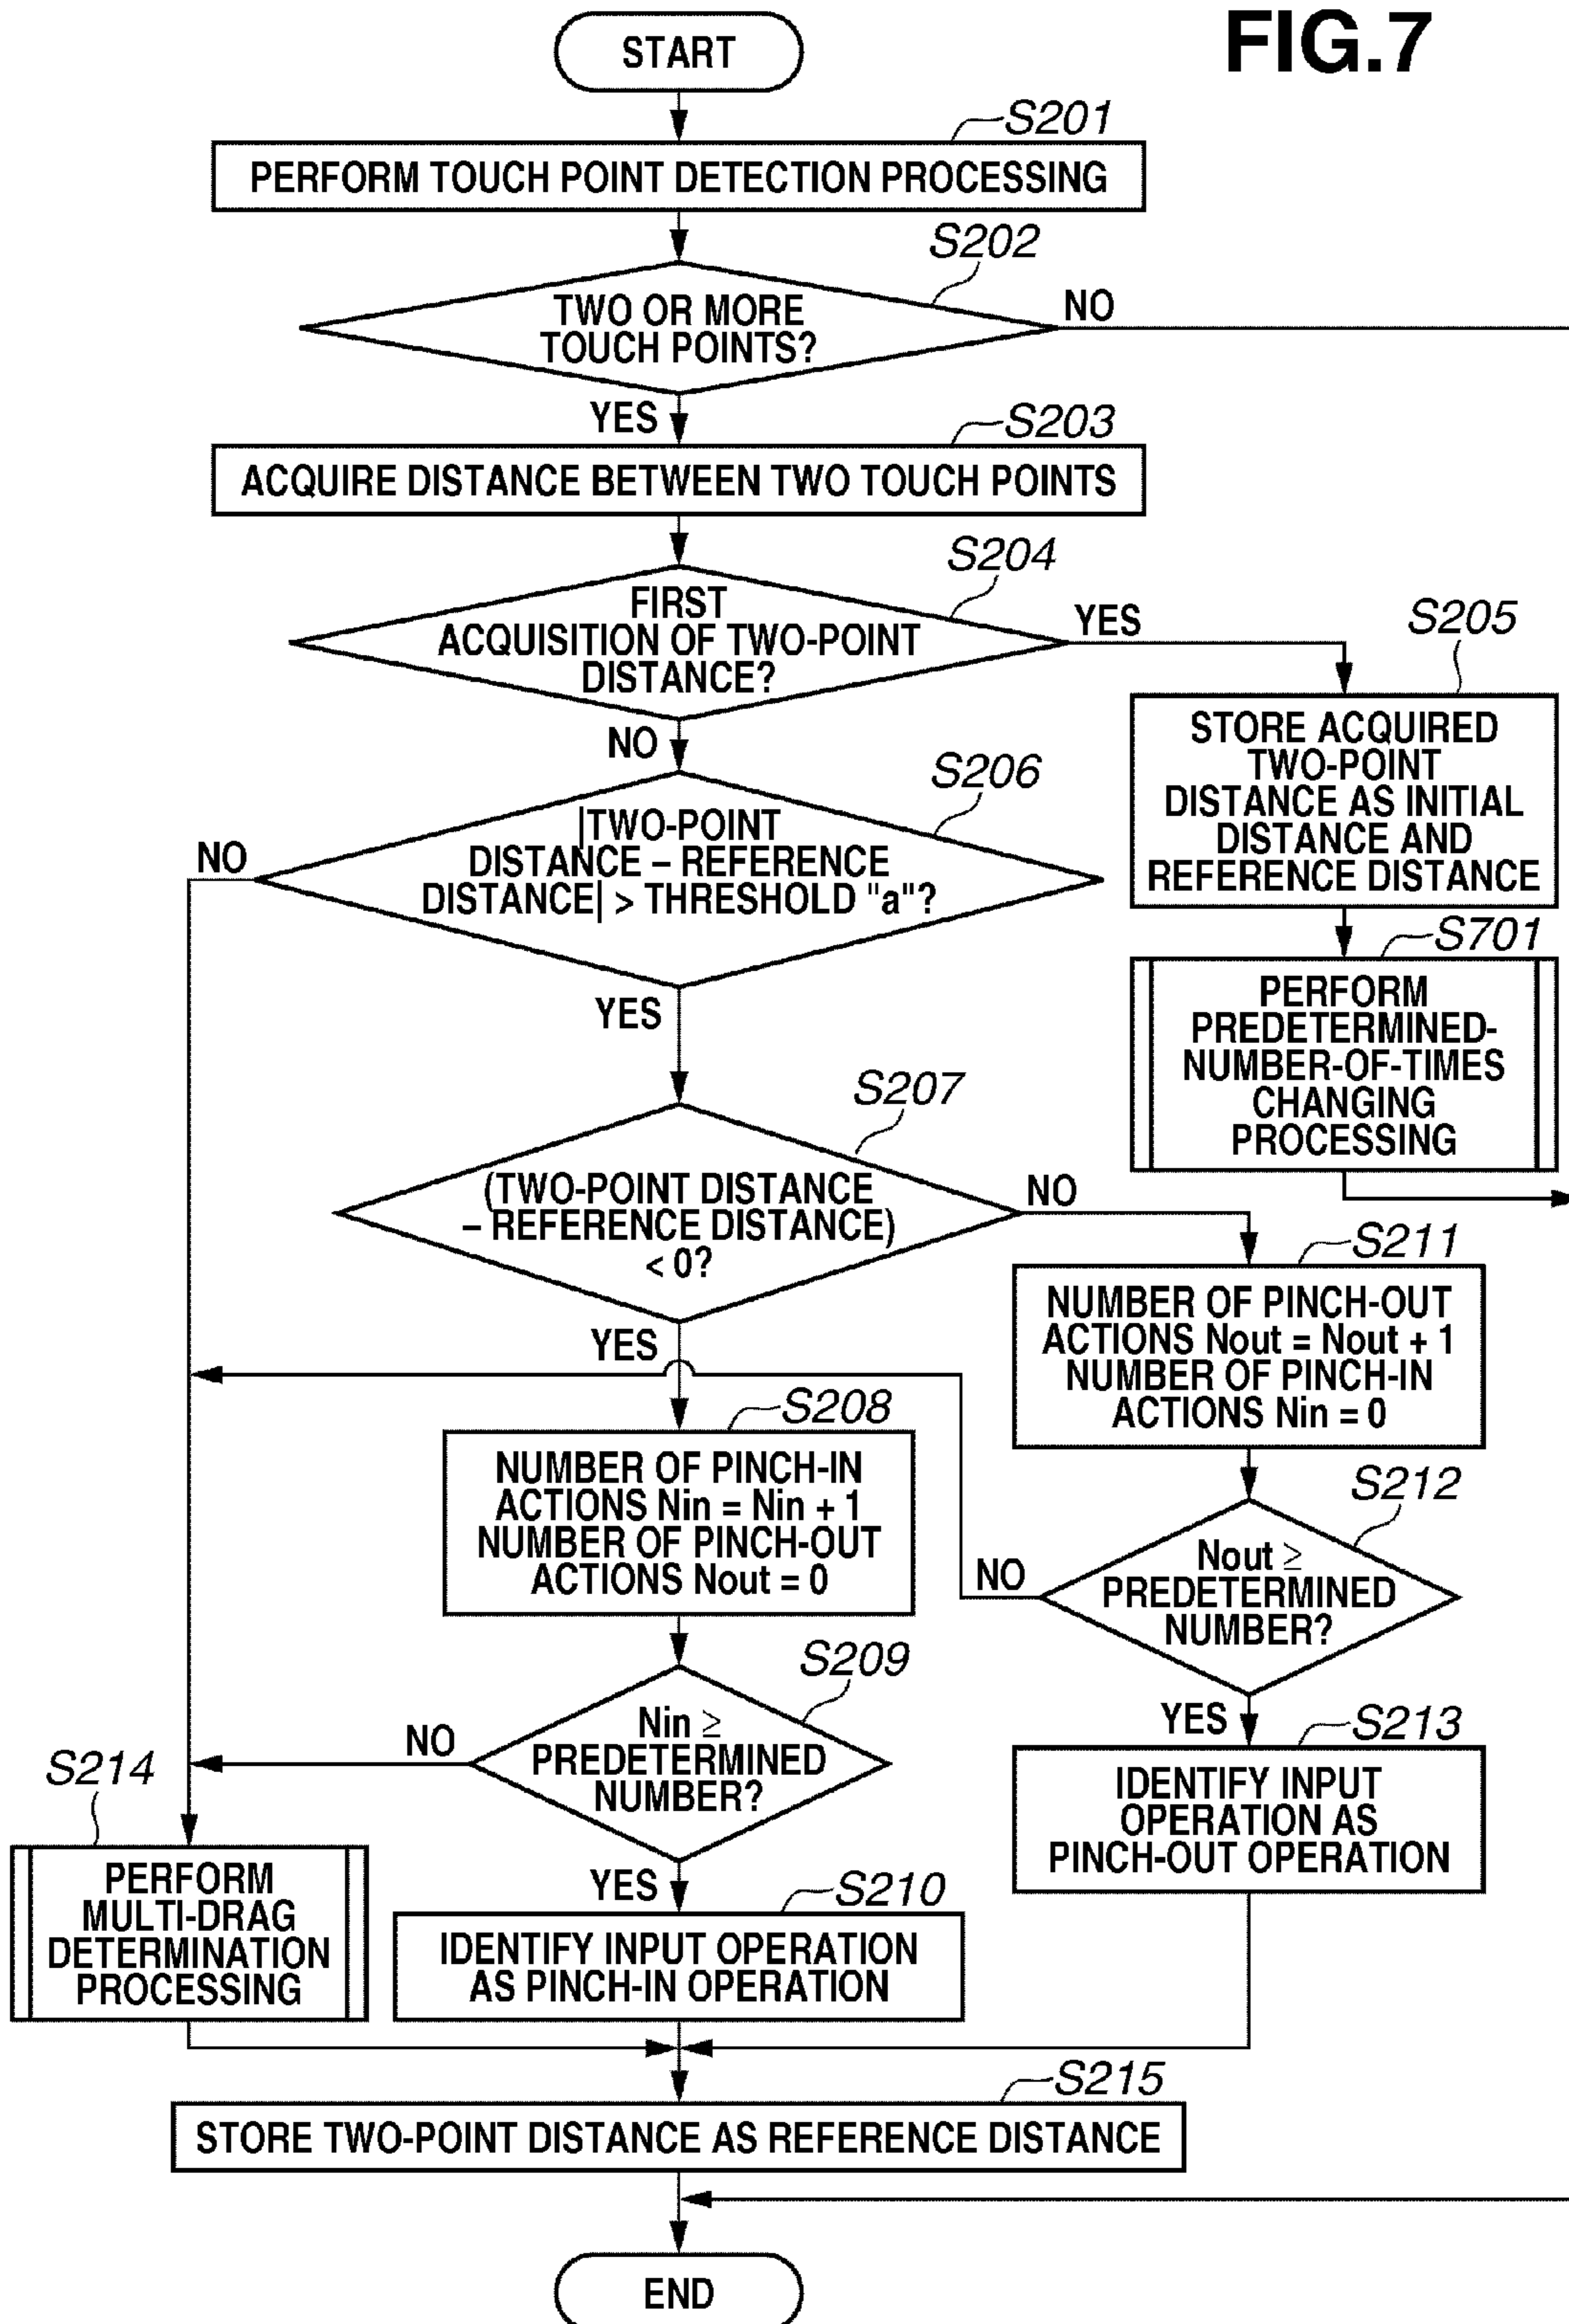 FIG.7
START
S201
PERFORM TOUCH POINT DETECTION PROCESSING
S202
TWO OR MORE
TOUCH POINTS?
NO
YES
S203
ACQUIRE DISTANCE BETWEEN TWO TOUCH POINTS
S204
FIRST
ACQUISITION OF TWO-POINT
DISTANCE?
YES
NO
S205
STORE ACQUIRED
TWO-POINT
DISTANCE AS INITIAL
DISTANCE AND
REFERENCE DISTANCE
S206
|TWO-POINT
DISTANCE – REFERENCE
DISTANCE| > THRESHOLD "a"?
NO
YES
S701
PERFORM
PREDETERMINED-
NUMBER-OF-TIMES
CHANGING
PROCESSING
S207
(TWO-POINT DISTANCE
– REFERENCE DISTANCE)
< 0?
NO
YES
S211
NUMBER OF PINCH-OUT
ACTIONS Nout = Nout + 1
NUMBER OF PINCH-IN
ACTIONS Nin = 0
S208
NUMBER OF PINCH-IN
ACTIONS Nin = Nin + 1
NUMBER OF PINCH-OUT
ACTIONS Nout = 0
S212
Nout ≥
PREDETERMINED
NUMBER?
NO
YES
S209
Nin ≥
PREDETERMINED
NUMBER?
NO
YES
S213
IDENTIFY INPUT
OPERATION AS
PINCH-OUT OPERATION
S214
PERFORM
MULTI-DRAG
DETERMINATION
PROCESSING
S210
IDENTIFY INPUT OPERATION
AS PINCH-IN OPERATION
S215
STORE TWO-POINT DISTANCE AS REFERENCE DISTANCE
END